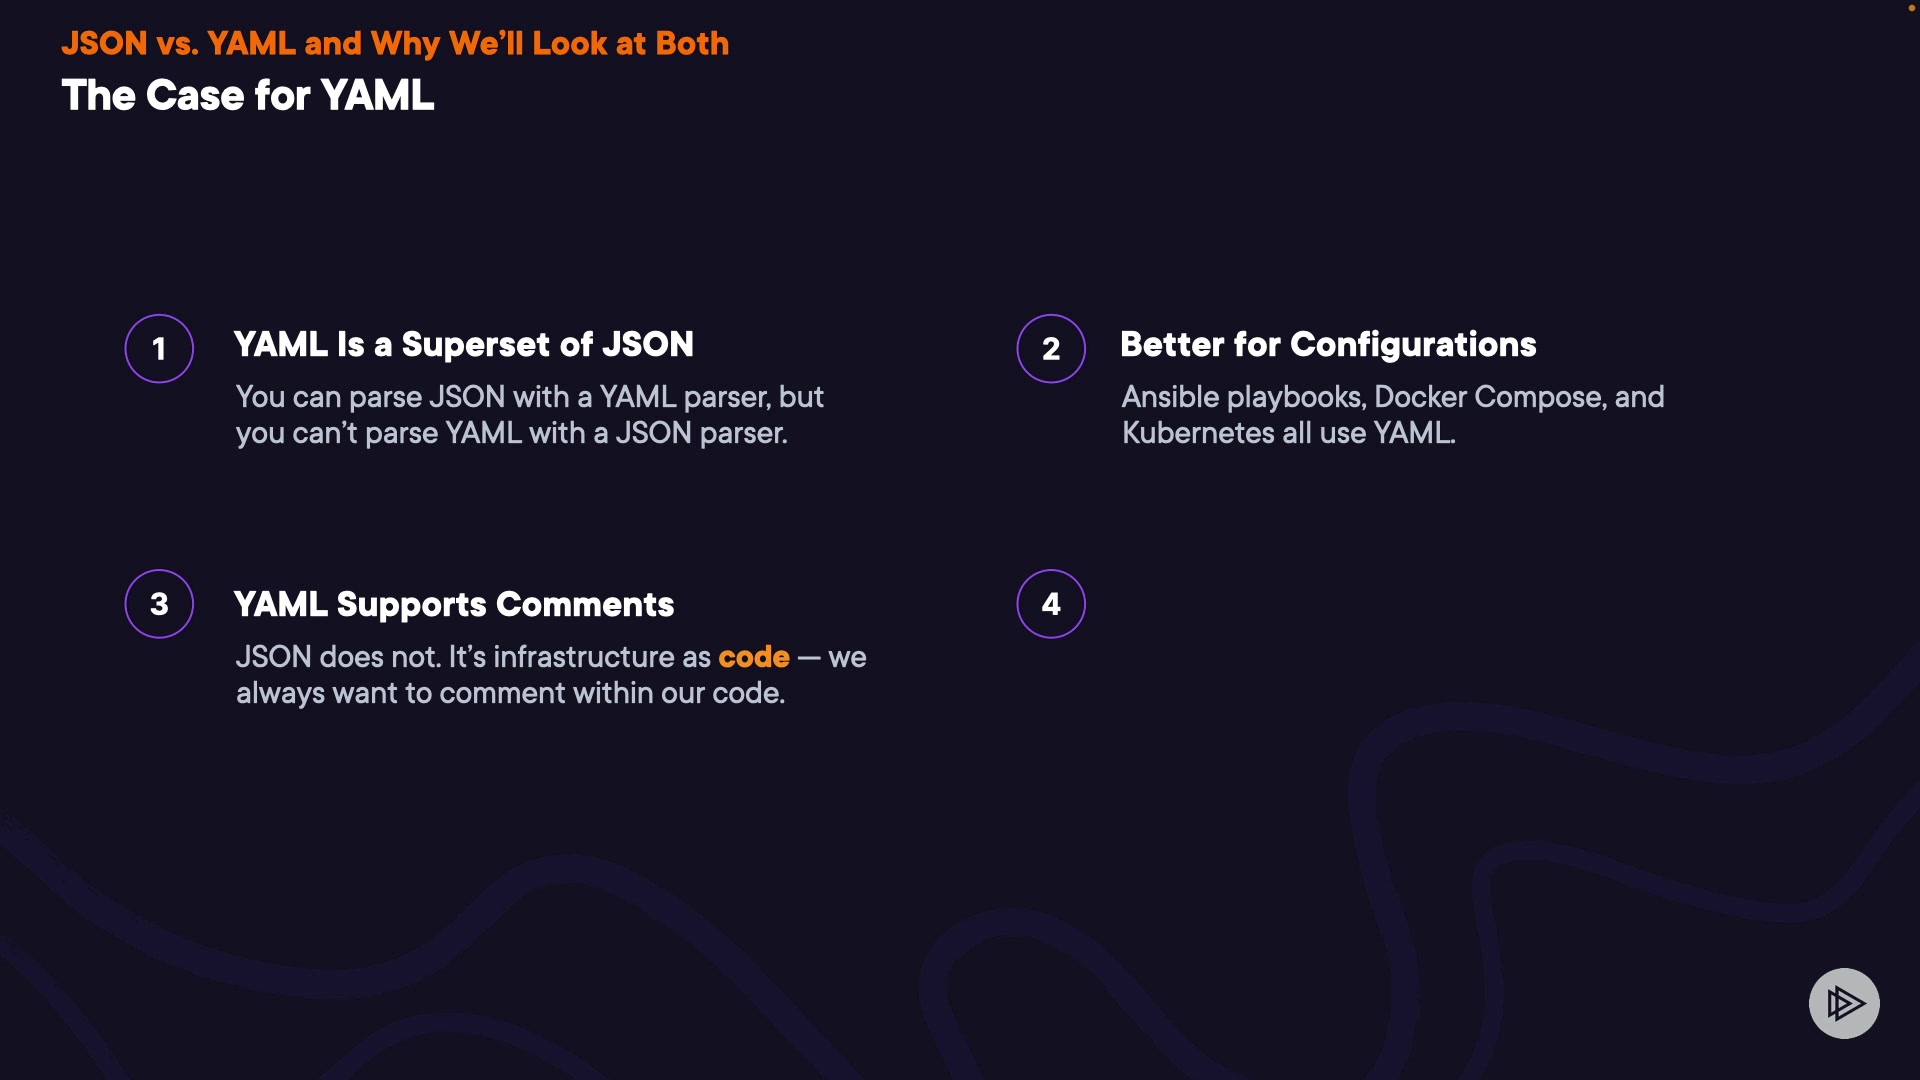 JSON vs. YAML and Why We’ll Look at Both
The Case for YAML
1
YAML Is a Superset of JSON
You can parse JSON with a YAML parser, but
you can’t parse YAML with a JSON parser.
2
Better for Configurations
Ansible playbooks, Docker Compose, and
Kubernetes all use YAML.
3
YAML Supports Comments
JSON does not. It’s infrastructure as code — we
always want to comment within our code.
4